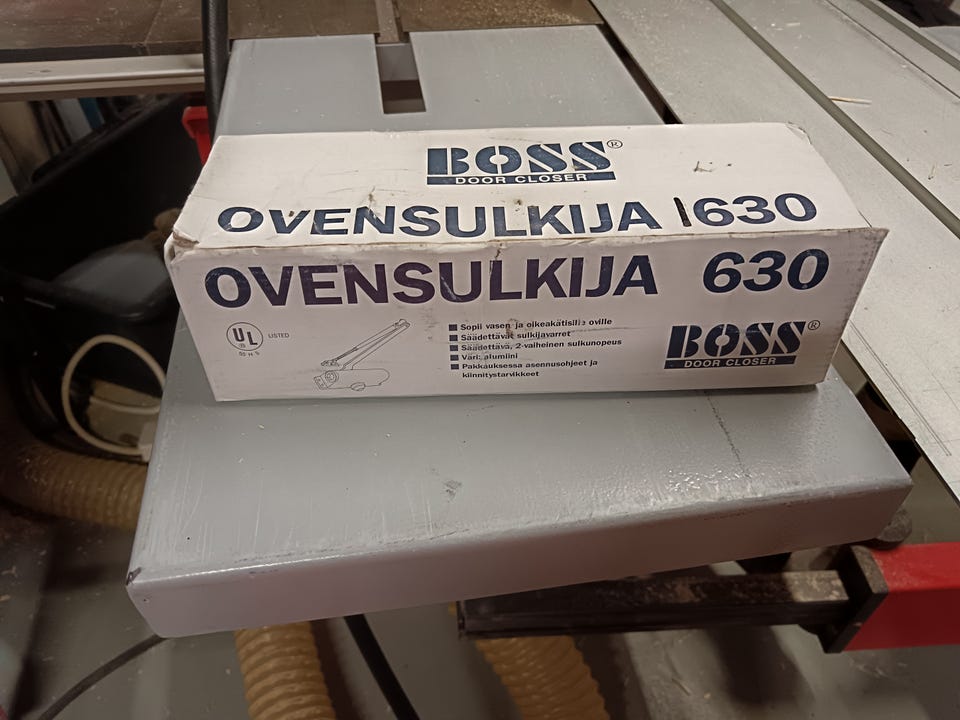 BOSS®
DOOR CLOSER
OVENSULKIJA 630
OVENSULKIJA 630
UL
LISTED
Sopii vasen- ja oikeakätisille oville
Säädettävät sulkijavarret
Säädettävä, 2-vaiheinen sulkunopeus
Väri: alumiini
Pakkauksessa asennusohjeet ja
kiinnitystarvikkeet
BOSS®
DOOR CLOSER